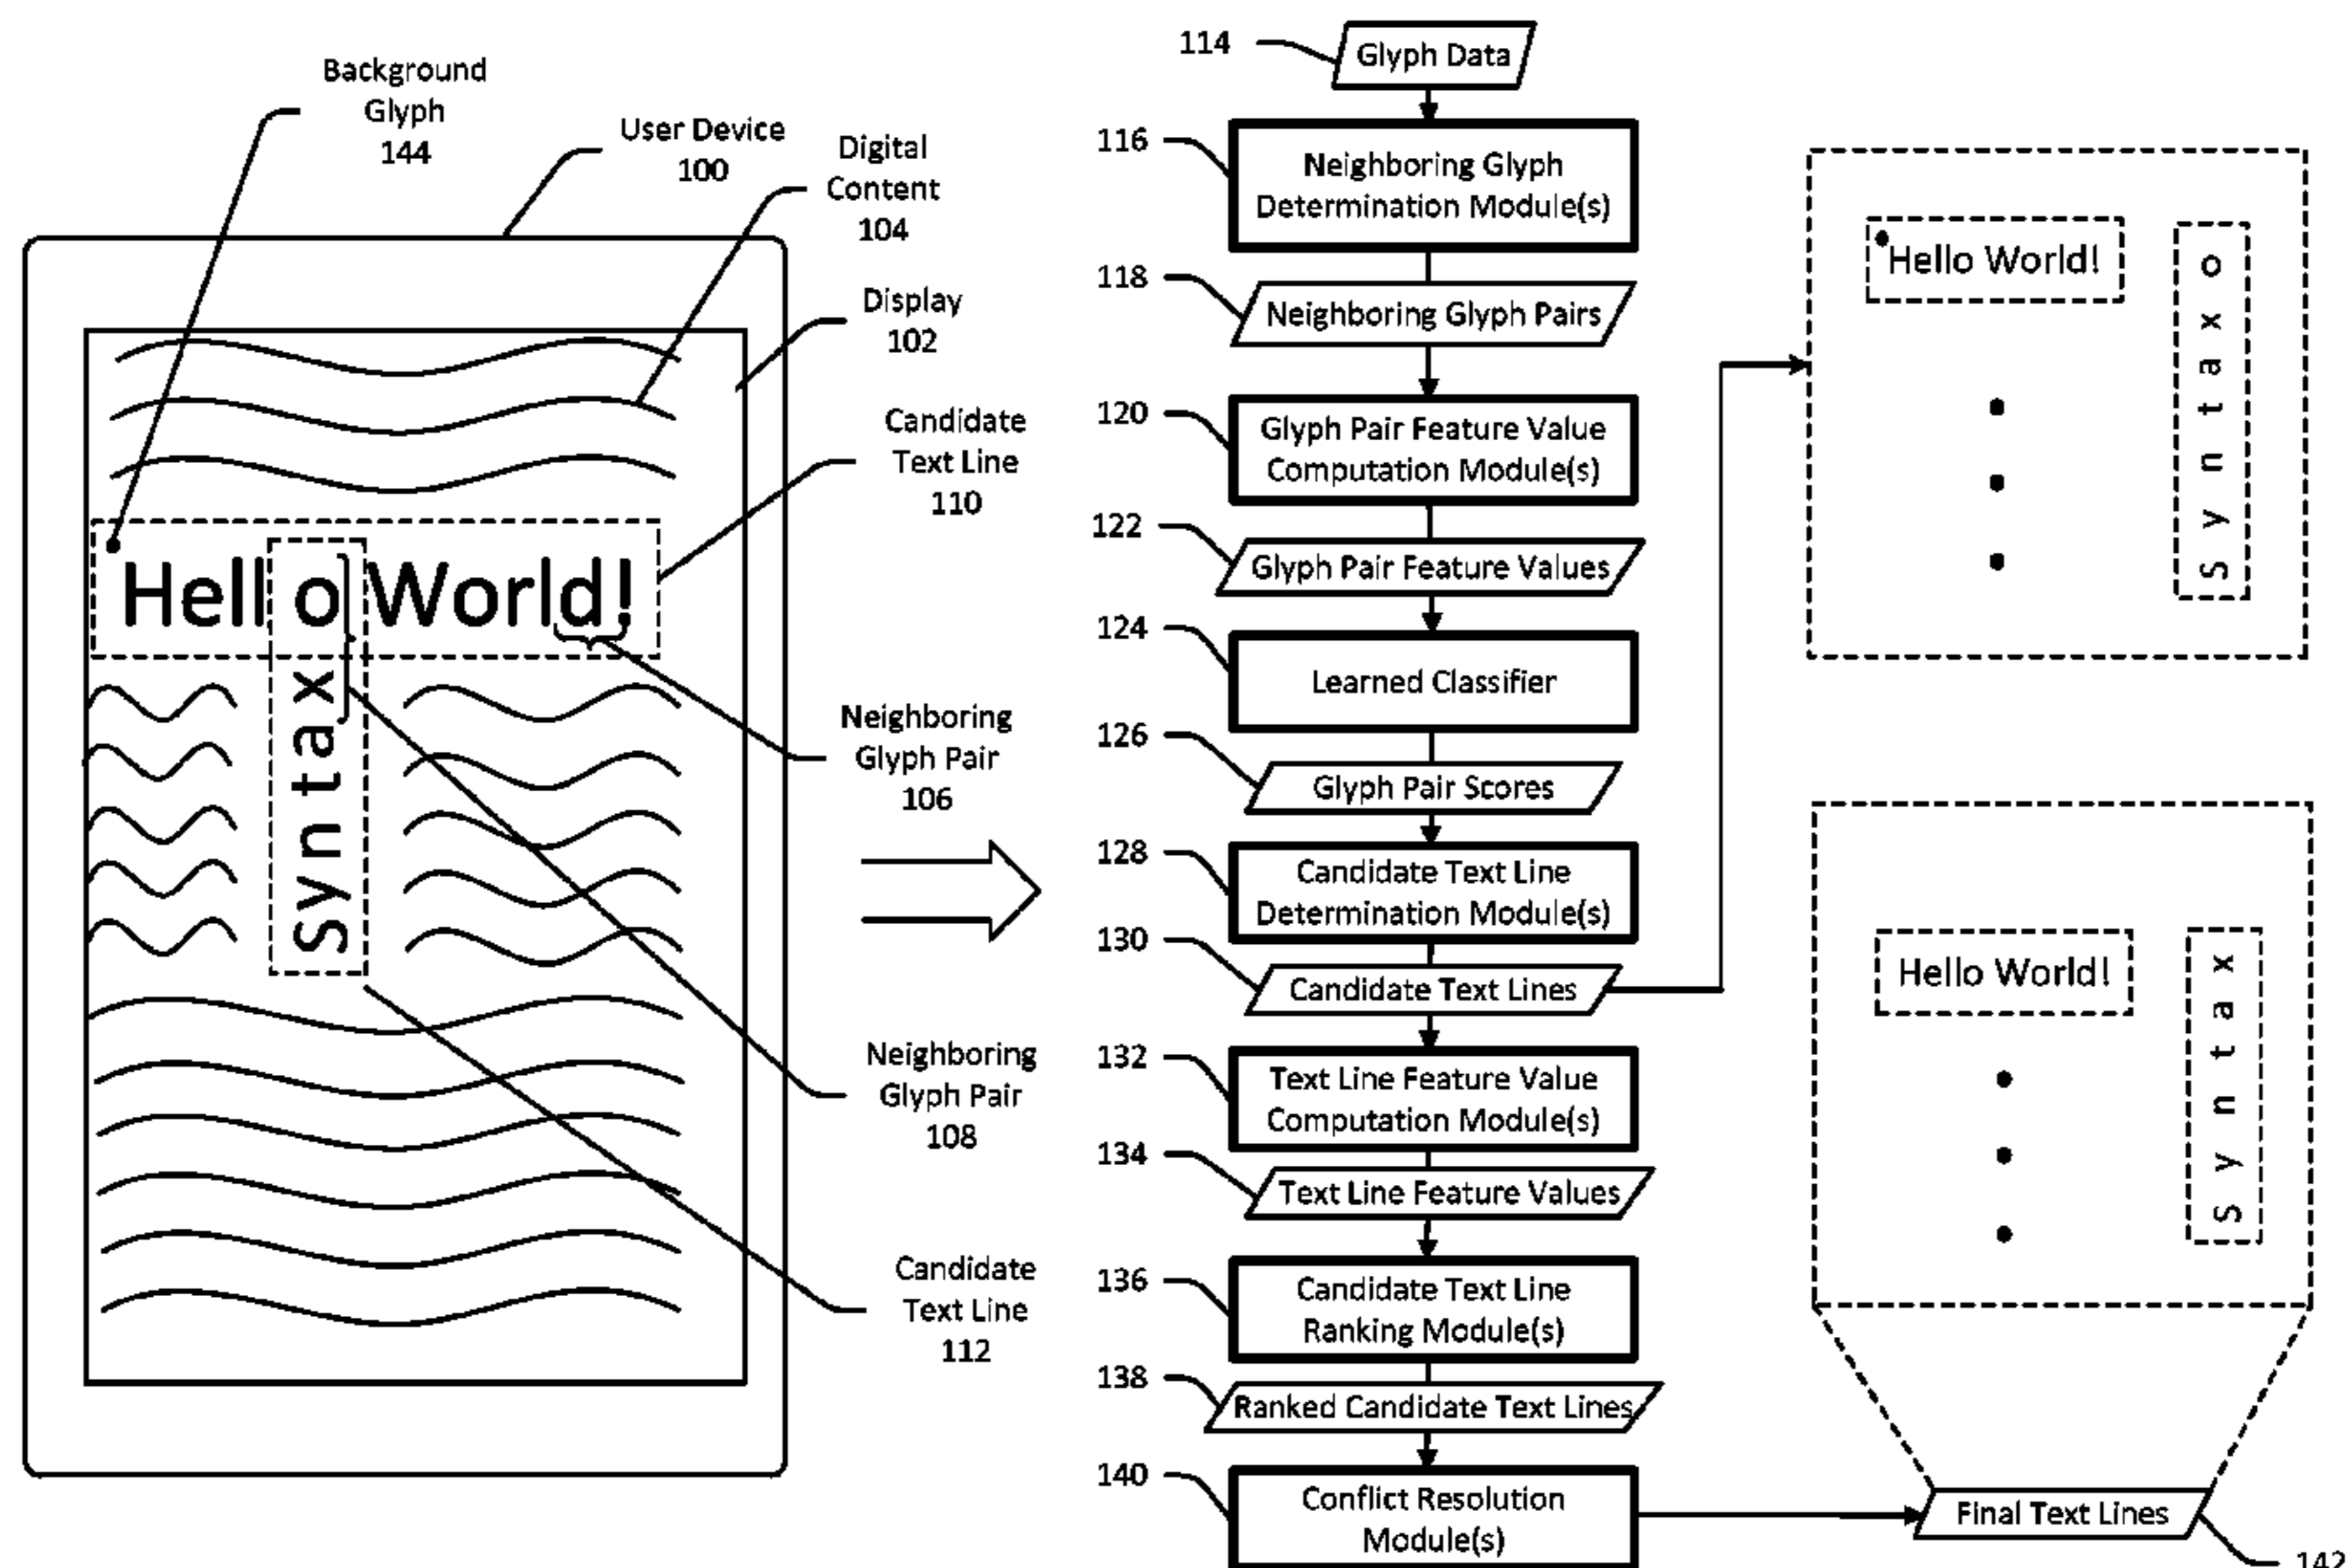 Background
Glyph
144
User Device
100
Digital
Content
104
Display
102
Candidate
Text Line
110
Hello World!
Syntax
Neighboring
Glyph Pair
106
Neighboring
Glyph Pair
108
Candidate
Text Line
112
114
Glyph Data
116
Neighboring Glyph
Determination Module(s)
118
Neighboring Glyph Pairs
120
Glyph Pair Feature Value
Computation Module(s)
122
Glyph Pair Feature Values
124
Learned Classifier
126
Glyph Pair Scores
128
Candidate Text Line
Determination Module(s)
130
Candidate Text Lines
132
Text Line Feature Value
Computation Module(s)
134
Text Line Feature Values
136
Candidate Text Line
Ranking Module(s)
138
Ranked Candidate Text Lines
140
Conflict Resolution
Module(s)
Hello World!
Syntaxo
Hello World!
Syntax
Final Text Lines
142